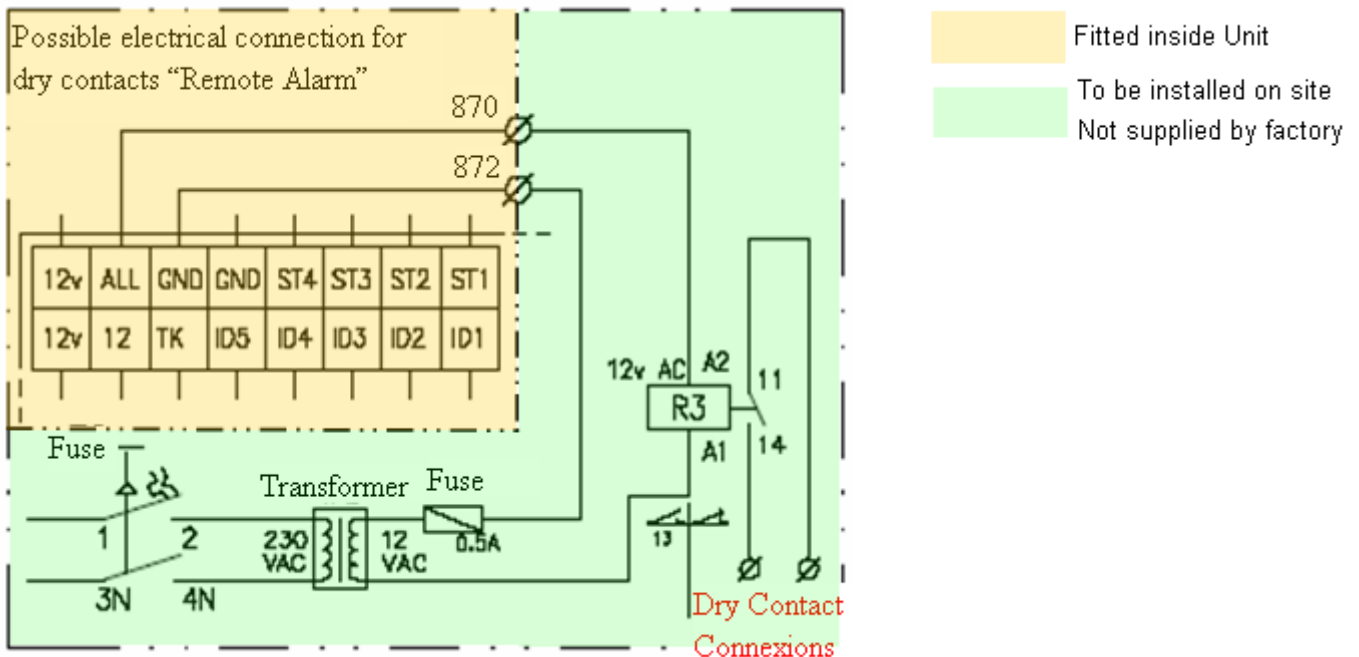 Possible electrical connection for
dry contacts “Remote Alarm”
870
872
12v ALL GND GND ST4 ST3 ST2 ST1
12v 12 TK ID5 ID4 ID3 ID2 ID1
12v AC A2
R3
A1
11
14
13
Fuse
1 2
3N 4N
Transformer
230
VAC
12
VAC
Fuse
0.5A
Dry Contact
Connexions
Fitted inside Unit
To be installed on site
Not supplied by factory